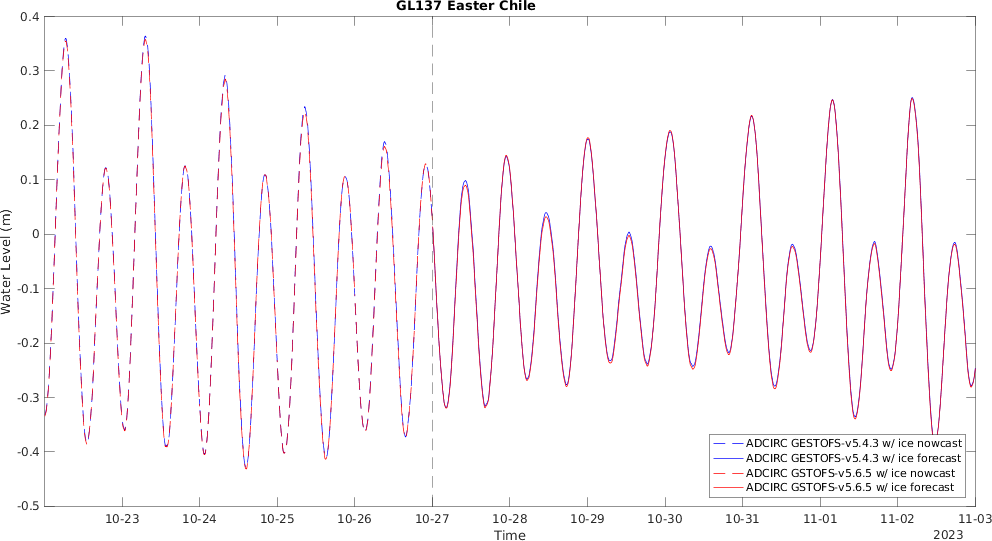 GL137 Easter Chile
0.4
0.3
0.2
0.1
0
-0.1
-0.2
-0.3
-0.4
-0.5
Water Level (m)
ADCIRC GESTOFS-v5.4.3 w/ ice nowcast
ADCIRC GESTOFS-v5.4.3 w/ ice forecast
ADCIRC GSTOFS-v5.6.5 w/ ice nowcast
ADCIRC GSTOFS-v5.6.5 w/ ice forecast
10-23 10-24 10-25 10-26 10-27 10-28 10-29 10-30 10-31 11-01 11-02 11-03
Time
2023